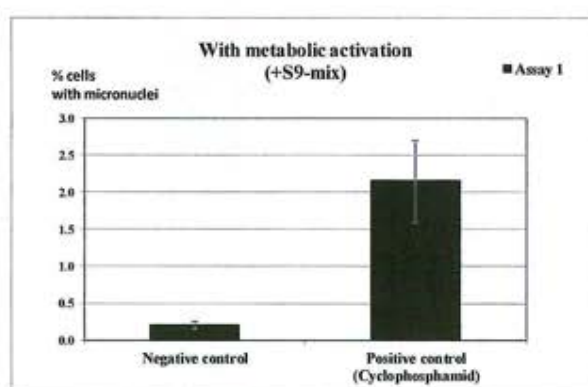 With metabolic activation
(+S9-mix)
Assay 1
% cells
with micronuclei
3.0
2.5
2.0
1.5
1.0
0.5
0.0
Negative control
Positive control
(Cyclophosphamid)